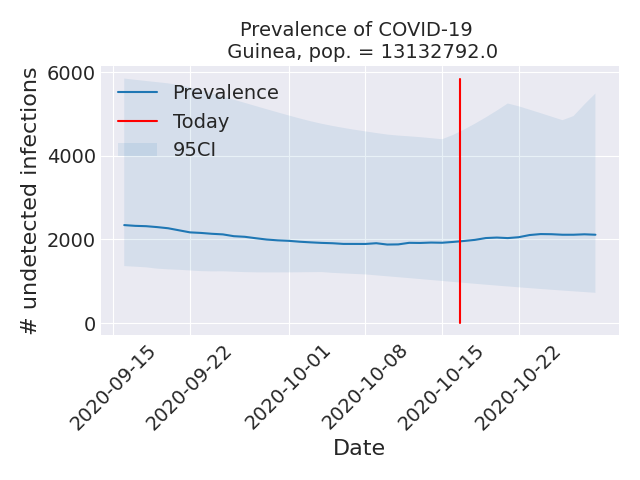 Prevalence of COVID-19
Guinea, pop. = 13132792.0
# undetected infections
6000
4000
2000
0
Prevalence
Today
95CI
2020-09-15
2020-09-22
2020-10-01
2020-10-08
2020-10-15
2020-10-22
Date